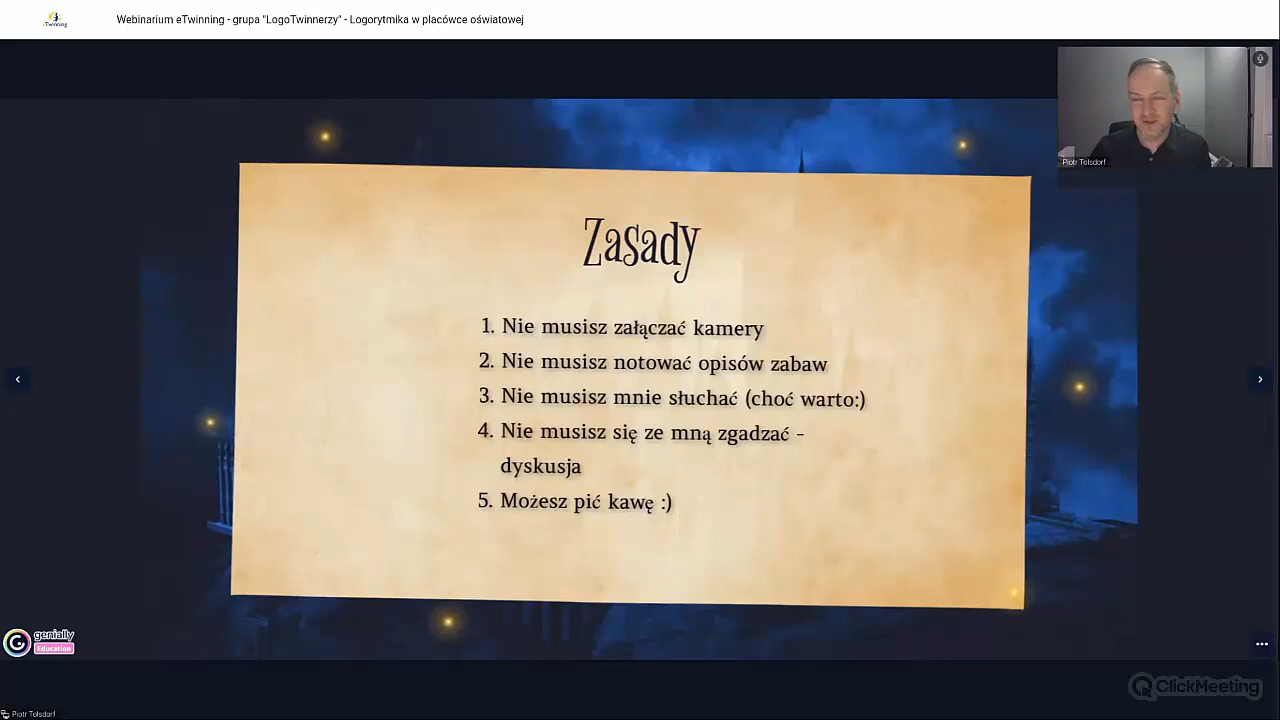 eTwinning
Webinarium eTwinning - grupa "LogoTwinnerzy" - Logorytmika w placówce oświatowej
Piotr Tolsdorf
Zasady
1. Nie musisz załączać kamery
2. Nie musisz notować opisów zabaw
3. Nie musisz mnie słuchać (choć warto:)
4. Nie musisz się ze mną zgadzać -
dyskusja
5. Możesz pić kawę :)
genially
Education
ClickMeeting
Piotr Tolsdorf